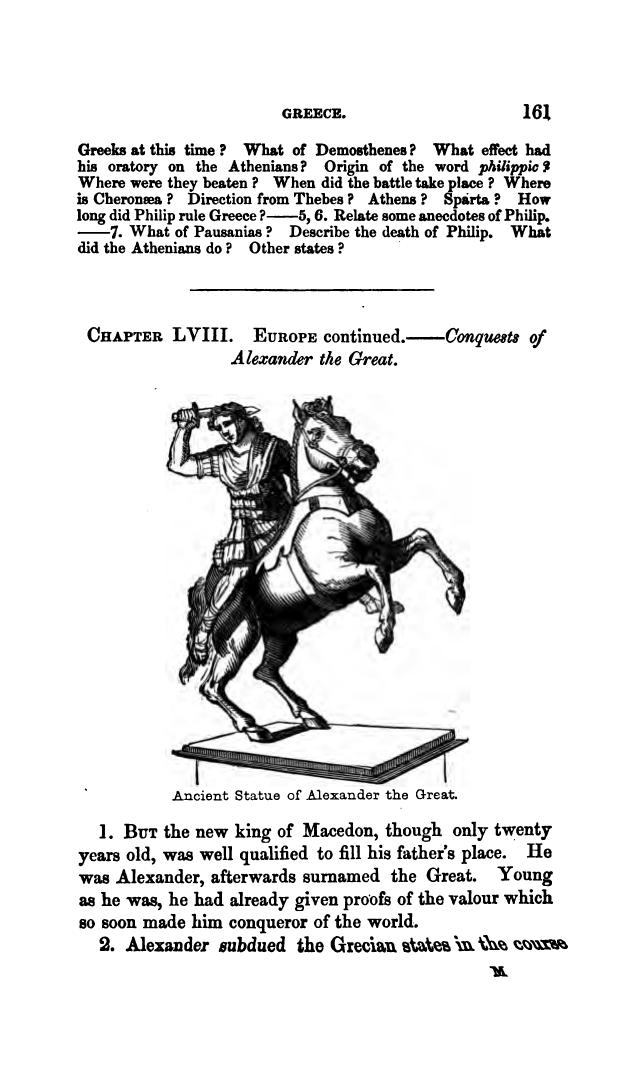 GREECE. 161
Greeks at this time? What of Demosthenes? What effect had
his oratory on the Athenians? Origin of the word philippic?
Where were they beaten? When did the battle take place? Where
is Cheronæa? Direction from Thebes? Athens? Sparta? How
long did Philip rule Greece?——5, 6. Relate some anecdotes of Philip.
——7. What of Pausanias? Describe the death of Philip. What
did the Athenians do? Other states?
CHAPTER LVIII. EUROPE continued.——Conquests of
Alexander the Great.
Ancient Statue of Alexander the Great.
1. BUT the new king of Macedon, though only twenty
years old, was well qualified to fill his father's place. He
was Alexander, afterwards surnamed the Great. Young
as he was, he had already given proofs of the valour which
so soon made him conqueror of the world.
2. Alexander subdued the Grecian states in the course
M